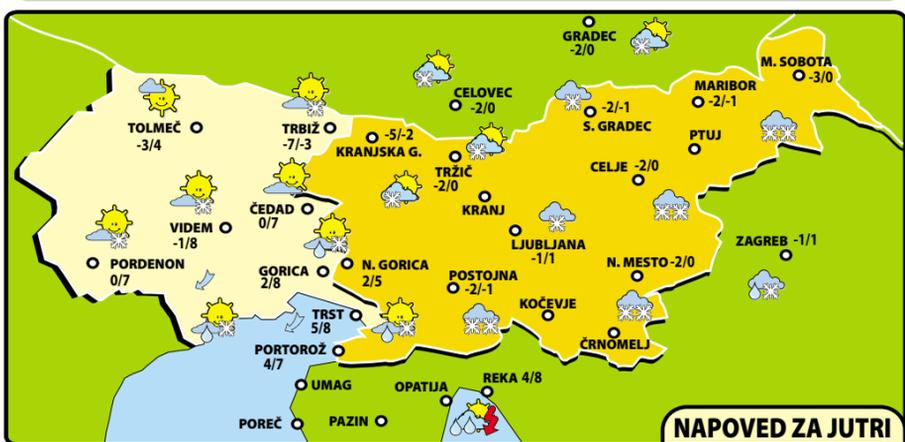 GRADEC
-2/0
M. SOBOTA
-3/0
CELOVEC
-2/0
MARIBOR
-2/-1
TOLMEČ
-3/4
TRBIŽ
-7/-3
-5/-2
KRANJSKA G.
-2/-1
S. GRADEC
PTUJ
TRŽIČ
-2/0
CELJE -2/0
ČEDAD
0/7
KRANJ
VIDEM
-1/8
LJUBLJANA
-1/1
ZAGREB -1/1
PORDENON
0/7
GORICA
2/8
N. GORICA
2/5
POSTOJNA
-2/-1
N. MESTO -2/0
KOČEVJE
TRST
5/8
ČRNOMELJ
PORTOROŽ
4/7
UMAG
OPATIJA
REKA 4/8
POREČ
PAZIN
NAPOVED ZA JUTRI